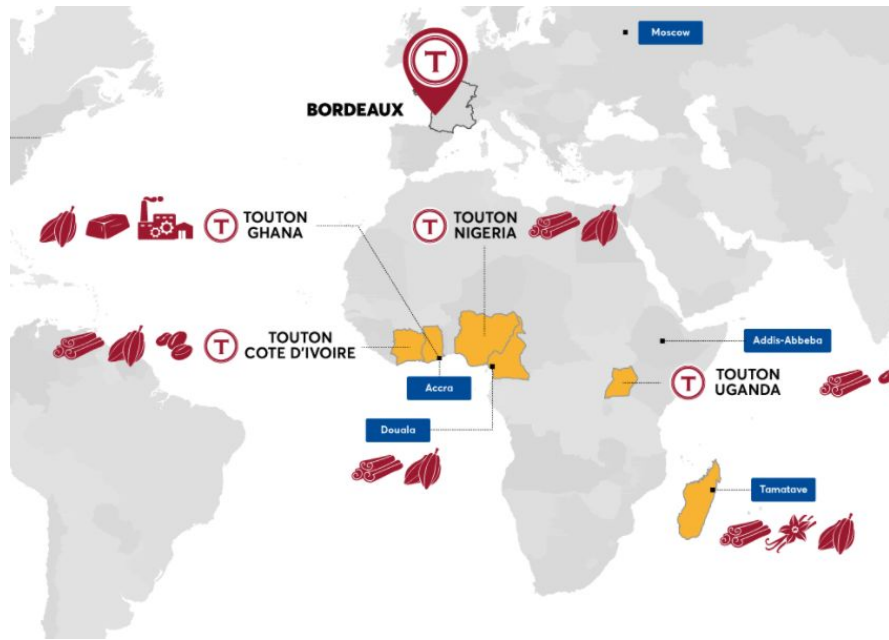 Moscow
T
BORDEAUX
T
TOUTON
GHANA
T
TOUTON
NIGERIA
T
TOUTON
COTE D'IVOIRE
Addis-Abbeba
Accra
T
TOUTON
UGANDA
Douala
Tamatave